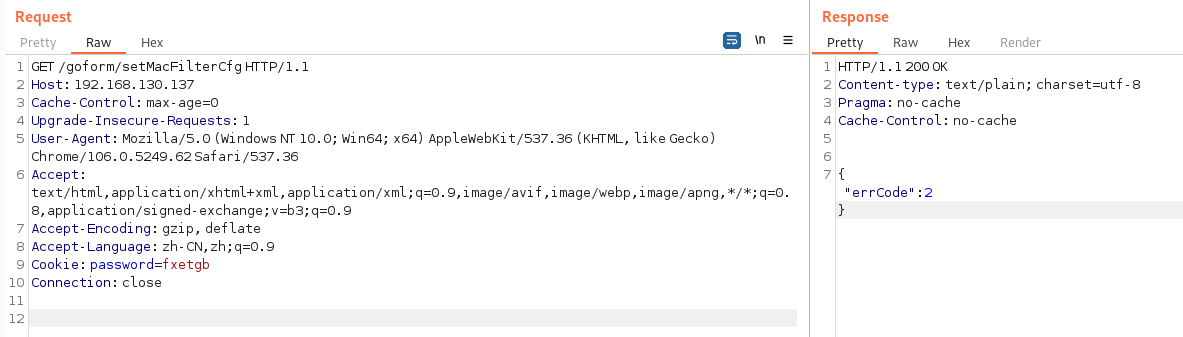 Request
Pretty Raw Hex \n
1 GET /goform/setMacFilterCfg HTTP/1.1
2 Host: 192.168.130.137
3 Cache-Control: max-age=0
4 Upgrade-Insecure-Requests: 1
5 User-Agent: Mozilla/5.0 (Windows NT 10.0; Win64; x64) AppleWebKit/537.36 (KHTML, like Gecko)
Chrome/106.0.5249.62 Safari/537.36
6 Accept:
text/html,application/xhtml+xml,application/xml;q=0.9,image/avif,image/webp,image/apng,*/*;q=0.
8,application/signed-exchange;v=b3;q=0.9
7 Accept-Encoding: gzip, deflate
8 Accept-Language: zh-CN,zh;q=0.9
9 Cookie: password=fxetgb
10 Connection: close
11
12
Response
Pretty Raw Hex Render
1 HTTP/1.1 200 OK
2 Content-type: text/plain; charset=utf-8
3 Pragma: no-cache
4 Cache-Control: no-cache
5
6
7 {
"errCode":2
}